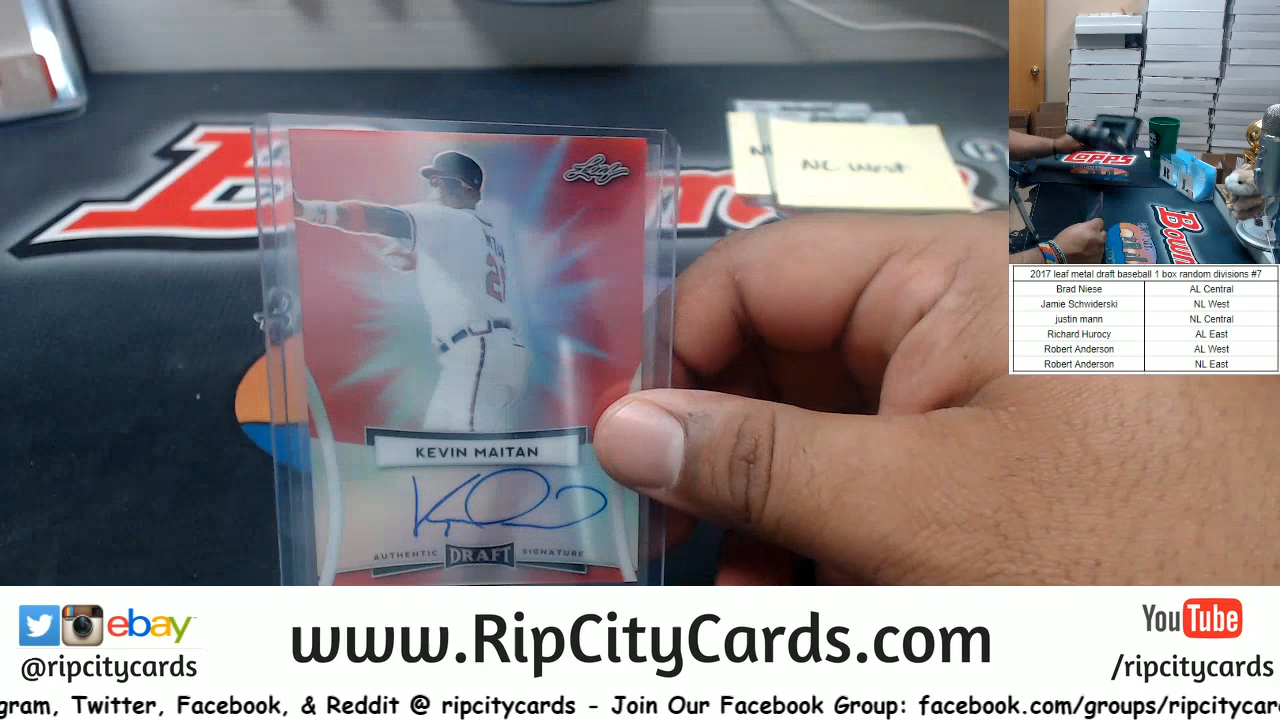 Leaf
NL West
22
KEVIN MAITAN
AUTHENTIC DRAFT SIGNATURE
TOPPS
2017 leaf metal draft baseball 1 box random divisions #7
Brad Niese AL Central
Jamie Schwiderski NL West
justin mann NL Central
Richard Hurocy AL East
Robert Anderson AL West
Robert Anderson NL East
ebay
@ripcitycards
www.RipCityCards.com
YouTube
/ripcitycards
gram, Twitter, Facebook, & Reddit @ ripcitycards - Join Our Facebook Group: facebook.com/groups/ripcitycar